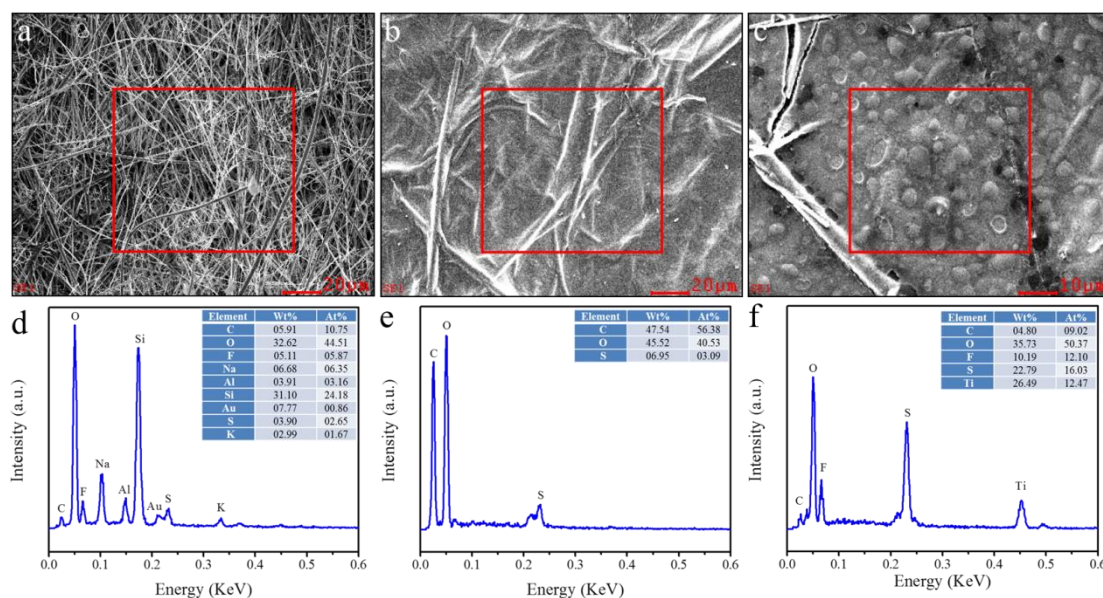 a
b
c
SEI
20μm
20μm
10μm
d
Element Wt% At%
C 05.91 10.75
O 32.62 44.51
F 05.11 05.87
Na 06.68 06.35
Al 03.91 03.16
Si 31.10 24.18
Au 07.77 00.86
S 03.90 02.65
K 02.99 01.67
O
Si
Na
F
C
Al
Au
S
K
Intensity (a.u.)
0.0 0.1 0.2 0.3 0.4 0.5 0.6
Energy (KeV)
e
Element Wt% At%
C 47.54 56.38
O 45.52 40.53
S 06.95 03.09
O
C
S
Intensity (a.u.)
0.0 0.1 0.2 0.3 0.4 0.5 0.6
Energy (KeV)
f
Element Wt% At%
C 04.80 09.02
O 35.73 50.37
F 10.19 12.10
S 22.79 16.03
Ti 26.49 12.47
O
S
F
C
Ti
Intensity (a.u.)
0.0 0.1 0.2 0.3 0.4 0.5 0.6
Energy (KeV)